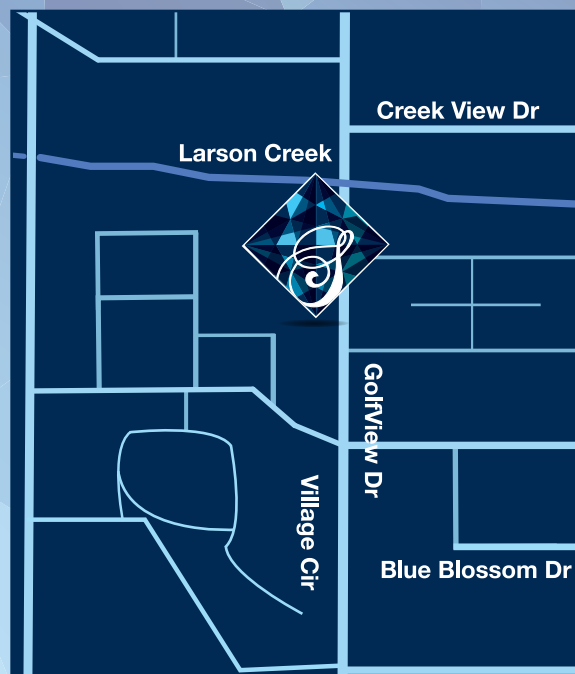 Creek View Dr
Larson Creek
S
GolfView Dr
Village Cir
Blue Blossom Dr